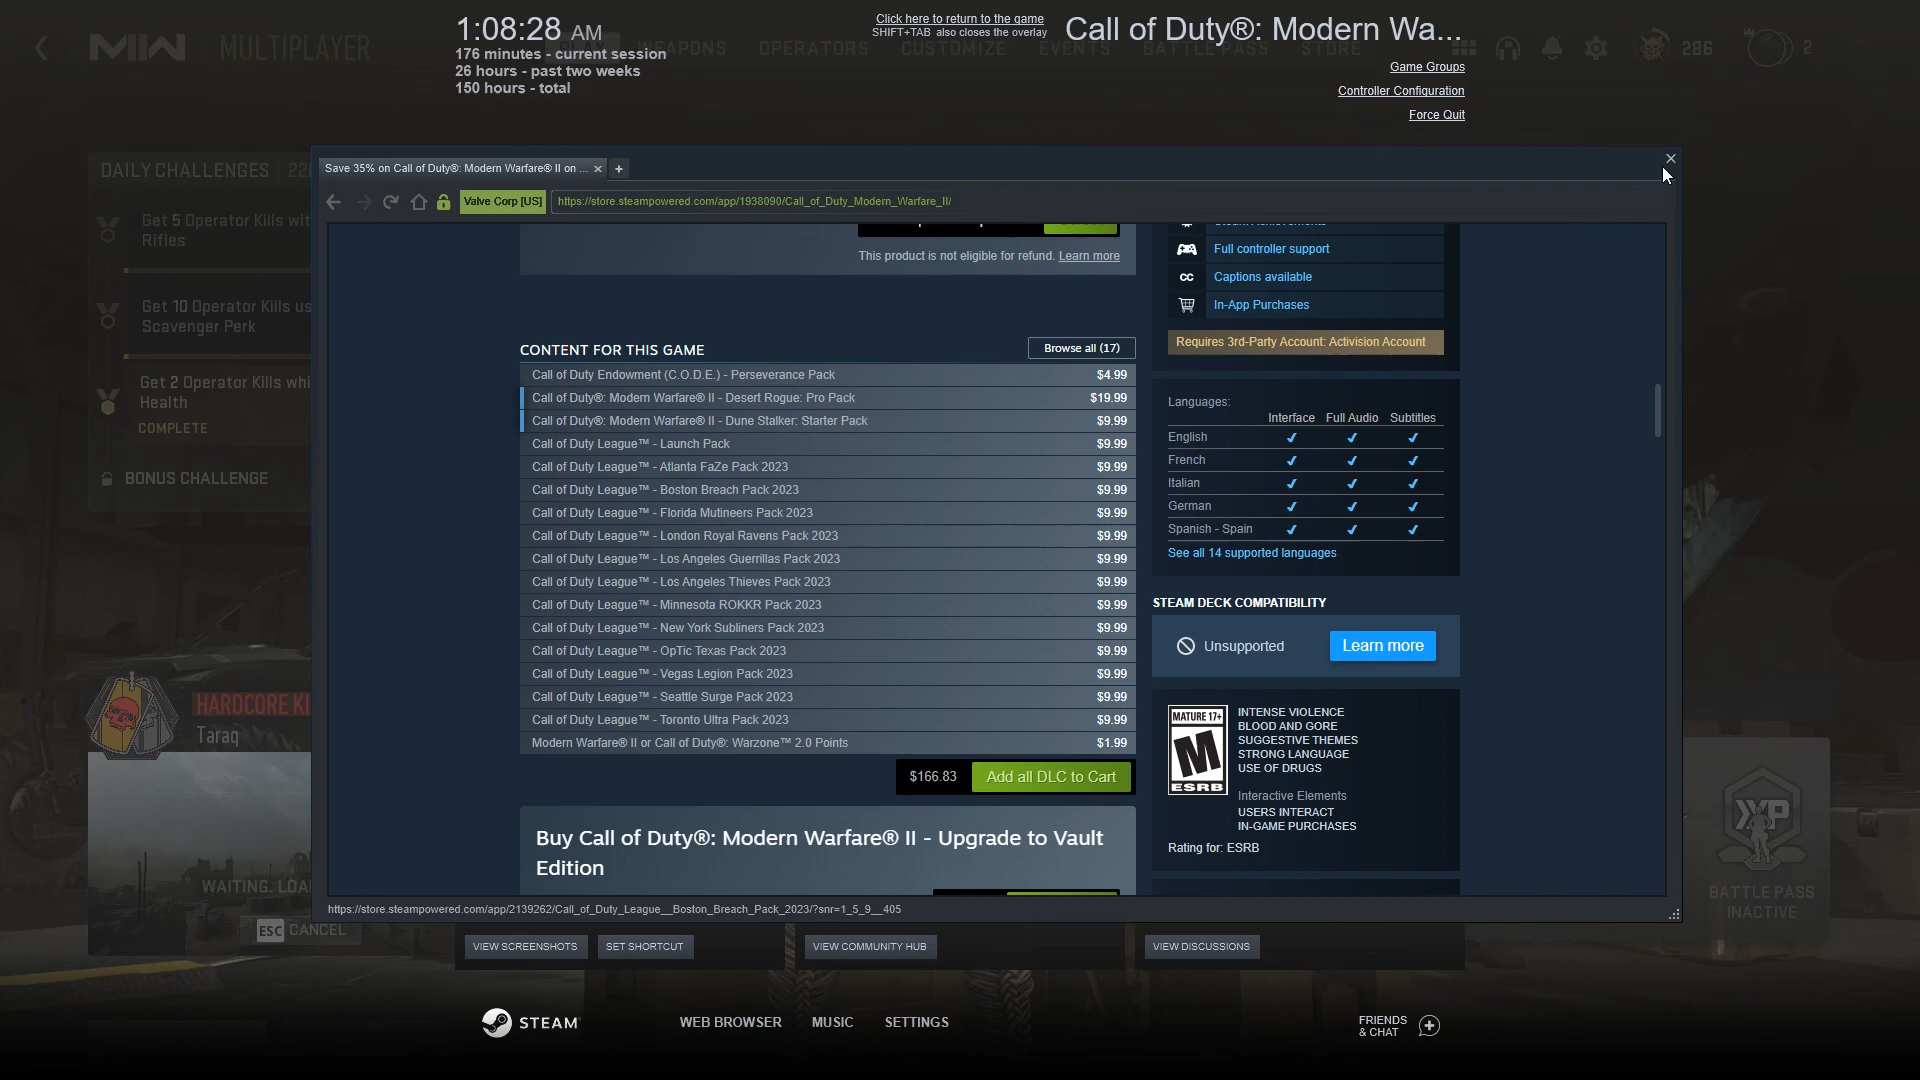 1:08:28 AM
176 minutes - current session
26 hours - past two weeks
150 hours - total
Click here to return to the game
SHIFT+TAB also closes the overlay
Call of Duty®: Modern Wa...
Game Groups
Controller Configuration
Force Quit
MWII MULTIPLAYER
WEAPONS
OPERATORS
CUSTOMIZE
EVENTS
BATTLE PASS
STORE
286
2
DAILY CHALLENGES
Get 5 Operator Kills wit
Rifles
Get 10 Operator Kills us
Scavenger Perk
Get 2 Operator Kills whi
Health
COMPLETE
BONUS CHALLENGE
HARDCORE KI
Taraq
WAITING. LOA
ESC CANCEL
Save 35% on Call of Duty®: Modern Warfare® II on ...
Valve Corp [US]
https://store.steampowered.com/app/1938090/Call_of_Duty_Modern_Warfare_II/
This product is not eligible for refund. Learn more
CONTENT FOR THIS GAME
Browse all (17)
Call of Duty Endowment (C.O.D.E.) - Perseverance Pack $4.99
Call of Duty®: Modern Warfare® II - Desert Rogue: Pro Pack $19.99
Call of Duty®: Modern Warfare® II - Dune Stalker: Starter Pack $9.99
Call of Duty League™ - Launch Pack $9.99
Call of Duty League™ - Atlanta FaZe Pack 2023 $9.99
Call of Duty League™ - Boston Breach Pack 2023 $9.99
Call of Duty League™ - Florida Mutineers Pack 2023 $9.99
Call of Duty League™ - London Royal Ravens Pack 2023 $9.99
Call of Duty League™ - Los Angeles Guerrillas Pack 2023 $9.99
Call of Duty League™ - Los Angeles Thieves Pack 2023 $9.99
Call of Duty League™ - Minnesota ROKKR Pack 2023 $9.99
Call of Duty League™ - New York Subliners Pack 2023 $9.99
Call of Duty League™ - OpTic Texas Pack 2023 $9.99
Call of Duty League™ - Vegas Legion Pack 2023 $9.99
Call of Duty League™ - Seattle Surge Pack 2023 $9.99
Call of Duty League™ - Toronto Ultra Pack 2023 $9.99
Modern Warfare® II or Call of Duty®: Warzone™ 2.0 Points $1.99
$166.83 Add all DLC to Cart
Buy Call of Duty®: Modern Warfare® II - Upgrade to Vault
Edition
Full controller support
CC Captions available
In-App Purchases
Requires 3rd-Party Account: Activision Account
Languages:
Interface Full Audio Subtitles
English ✔ ✔ ✔
French ✔ ✔ ✔
Italian ✔ ✔ ✔
German ✔ ✔ ✔
Spanish - Spain ✔ ✔ ✔
See all 14 supported languages
STEAM DECK COMPATIBILITY
Unsupported
Learn more
MATURE 17+
M
ESRB
INTENSE VIOLENCE
BLOOD AND GORE
SUGGESTIVE THEMES
STRONG LANGUAGE
USE OF DRUGS
Interactive Elements
USERS INTERACT
IN-GAME PURCHASES
Rating for: ESRB
XP
BATTLE PASS
INACTIVE
https://store.steampowered.com/app/2139262/Call_of_Duty_League__Boston_Breach_Pack_2023/?snr=1_5_9__405
VIEW SCREENSHOTS
SET SHORTCUT
VIEW COMMUNITY HUB
VIEW DISCUSSIONS
STEAM
WEB BROWSER
MUSIC
SETTINGS
FRIENDS
& CHAT